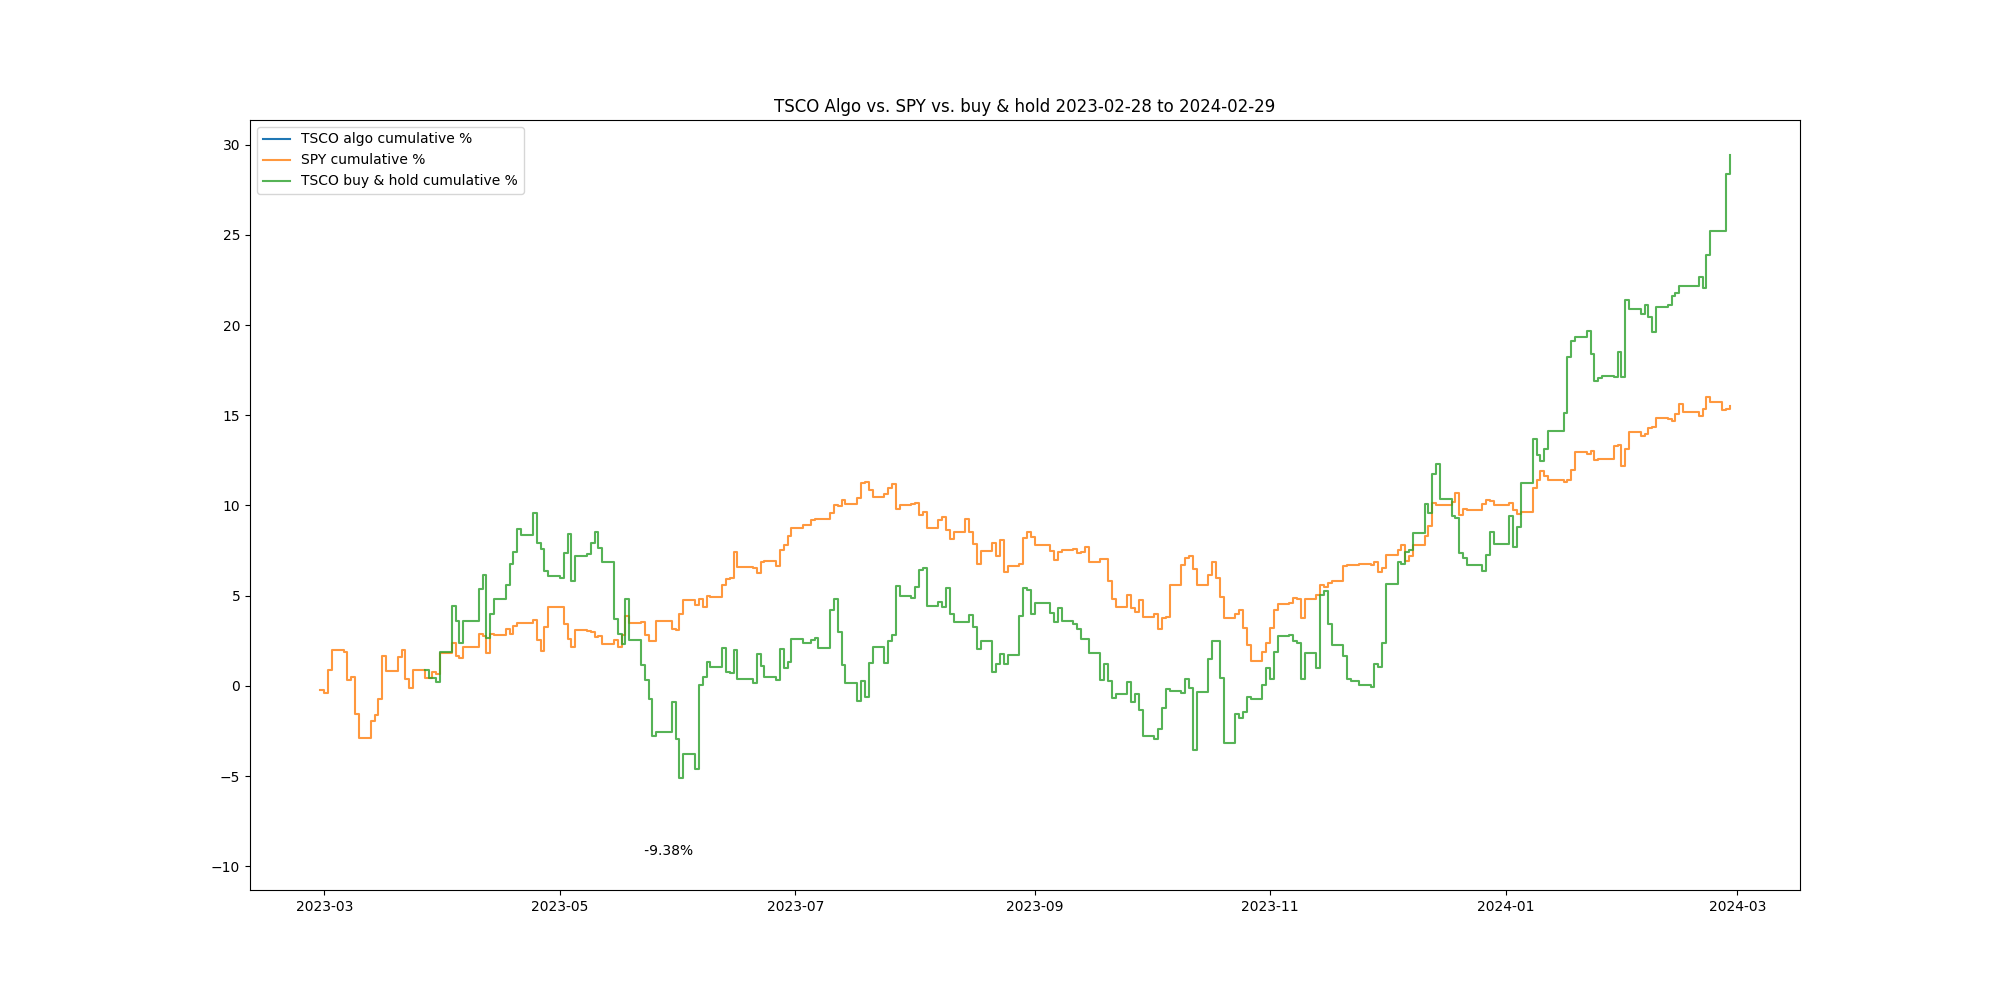 TSCO Algo vs. SPY vs. buy & hold 2023-02-28 to 2024-02-29
TSCO algo cumulative %
SPY cumulative %
TSCO buy & hold cumulative %
30
25
20
15
10
5
0
−5
−10
-9.38%
2023-03 2023-05 2023-07 2023-09 2023-11 2024-01 2024-03